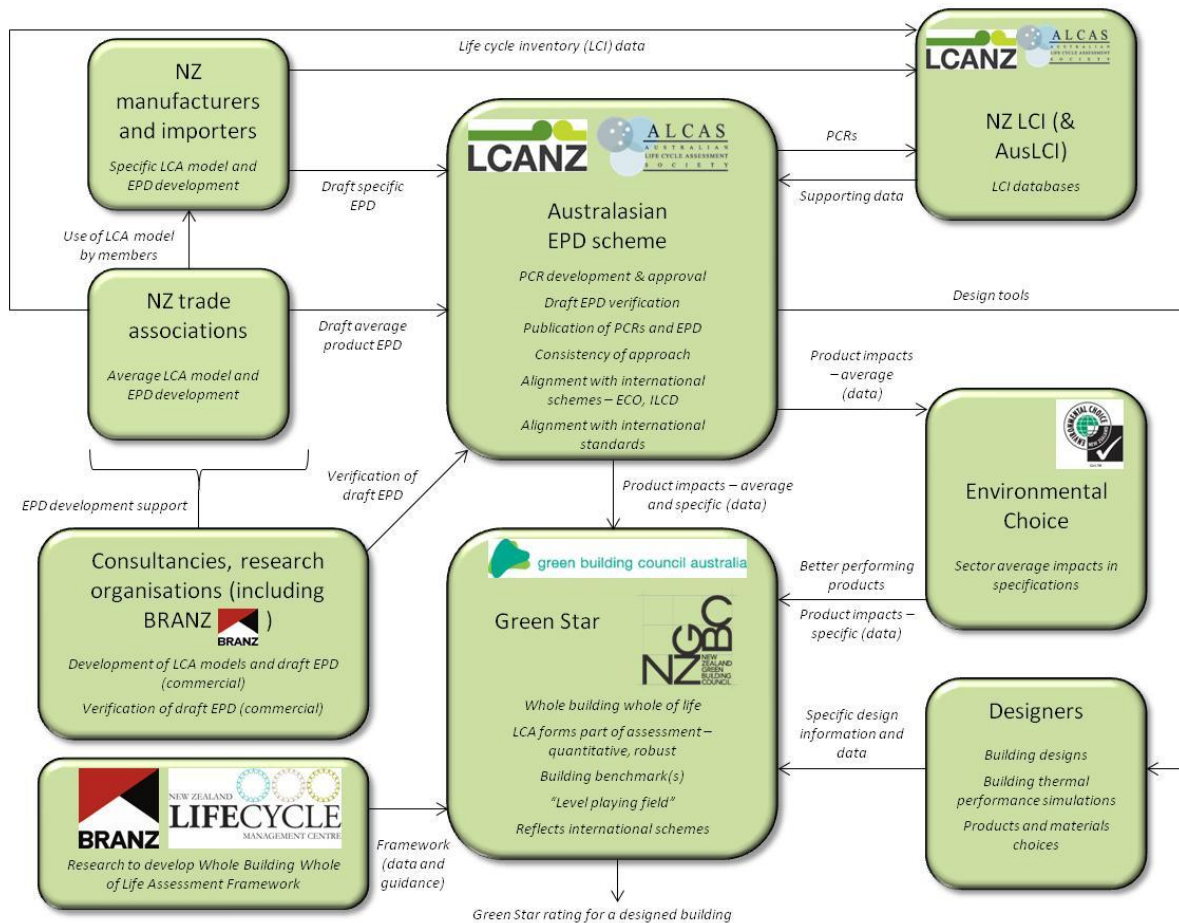 Life cycle inventory (LCI) data
NZ
manufacturers
and importers
Specific LCA model and
EPD development
Draft specific
EPD
Use of LCA model
by members
NZ trade
associations
Average LCA model and
EPD development
Draft average
product EPD
EPD development support
Verification of
draft EPD
LCANZ
ALCAS
AUSTRALIAN
LIFE CYCLE ASSESSMENT
SOCIETY
Australasian
EPD scheme
PCR development & approval
Draft EPD verification
Publication of PCRs and EPD
Consistency of approach
Alignment with international
schemes – ECO, ILCD
Alignment with international
standards
PCRs
Supporting data
LCANZ
ALCAS
AUSTRALIAN
LIFE CYCLE ASSESSMENT
SOCIETY
NZ LCI (&
AusLCI)
LCI databases
Design tools
Product impacts
– average
(data)
Product impacts – average
and specific (data)
ENVIRONMENTAL CHOICE
NEW ZEALAND
Environmental
Choice
Sector average impacts in
specifications
Better performing
products
Product impacts –
specific (data)
Consultancies, research
organisations (including
BRANZ BRANZ )
Development of LCA models and draft EPD
(commercial)
Verification of draft EPD (commercial)
green building council australia
Green Star
NZGBC
NEW
ZEALAND
GREEN
BUILDING
COUNCIL
Whole building whole of life
LCA forms part of assessment –
quantitative, robust
Building benchmark(s)
“Level playing field”
Reflects international schemes
Specific design
information and
data
Designers
Building designs
Building thermal
performance simulations
Products and materials
choices
BRANZ
NEW ZEALAND
LIFECYCLE
MANAGEMENT CENTRE
Research to develop Whole Building Whole
of Life Assessment Framework
Framework
(data and
guidance)
Green Star rating for a designed building